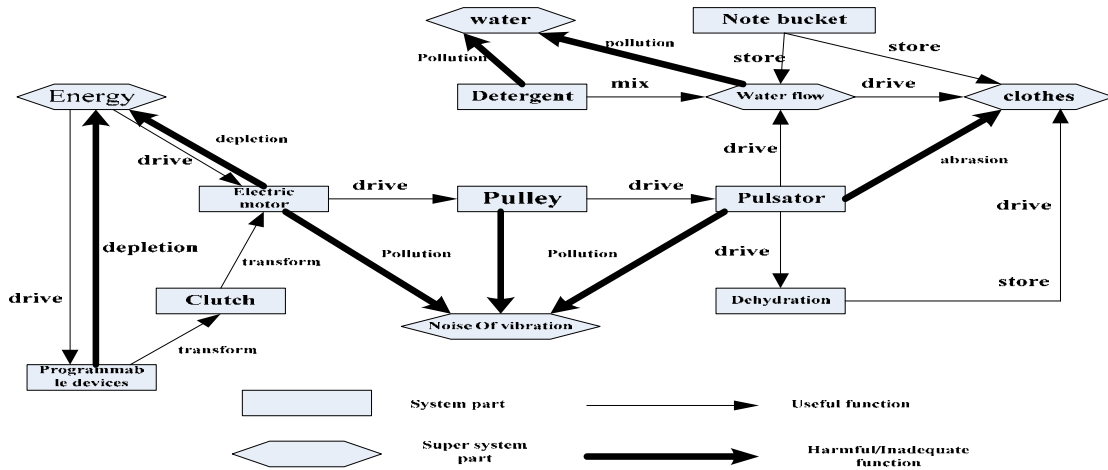 water
Note bucket
Pollution
pollution
store
store
Energy
Detergent
mix
Water flow
drive
clothes
depletion
drive
drive
abrasion
Electric
motor
drive
Pulley
drive
Pulsator
depletion
Pollution
Pollution
drive
drive
transform
drive
Clutch
Dehydration
store
Noise Of vibration
transform
Programmab
le devices
System part
Useful function
Super system
part
Harmful/Inadequate
function